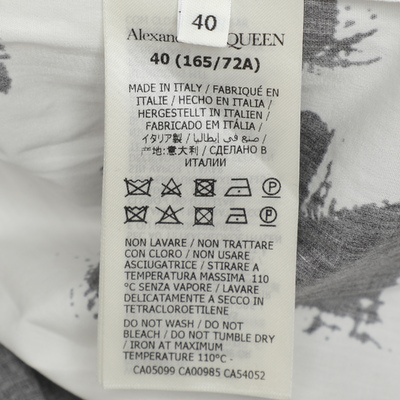 40
Alexan QUEEN
40 (165/72A)
MADE IN ITALY / FABRIQUÉ EN
ITALIE / HECHO EN ITALIA /
HERGESTELLT IN ITALIEN /
FABRICADO EM ITÁLIA /
イタリア製 / صنع في إيطاليا /
产地:意大利 / СДЕЛАНО В
ИТАЛИИ
P
P
NON LAVARE / NON TRATTARE
CON CLORO / NON USARE
ASCIUGATRICE / STIRARE A
TEMPERATURA MASSIMA 110
°C SENZA VAPORE / LAVARE
DELICATAMENTE A SECCO IN
TETRACLOROETILENE
DO NOT WASH / DO NOT
BLEACH / DO NOT TUMBLE DRY
/ IRON AT MAXIMUM
TEMPERATURE 110°C -
CA05099 CA00985 CA54052